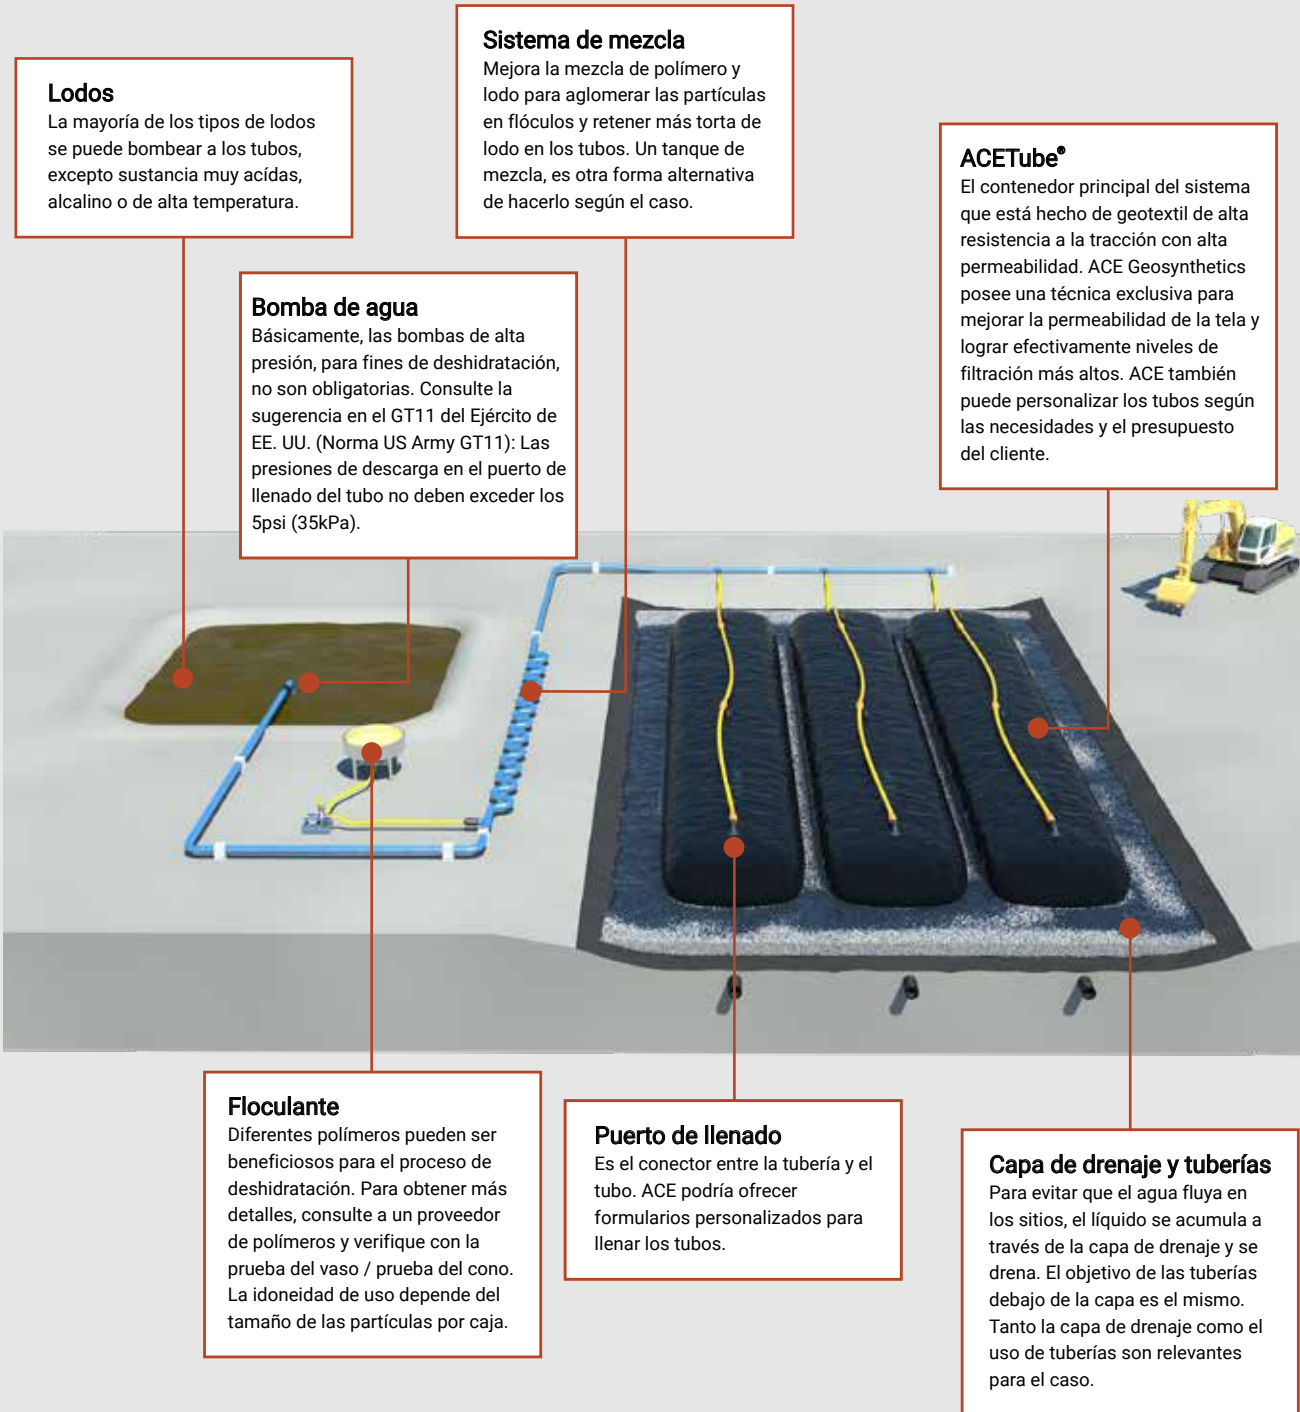 Sistema de mezcla
Mejora la mezcla de polímero y
lodo para aglomerar las partículas
en flóculos y retener más torta de
lodo en los tubos. Un tanque de
mezcla, es otra forma alternativa
de hacerlo según el caso.
Lodos
La mayoría de los tipos de lodos
se puede bombear a los tubos,
excepto sustancia muy acídas,
alcalino o de alta temperatura.
ACETube®
El contenedor principal del sistema
que está hecho de geotextil de alta
resistencia a la tracción con alta
permeabilidad. ACE Geosynthetics
posee una técnica exclusiva para
mejorar la permeabilidad de la tela y
lograr efectivamente niveles de
filtración más altos. ACE también
puede personalizar los tubos según
las necesidades y el presupuesto
del cliente.
Bomba de agua
Básicamente, las bombas de alta
presión, para fines de deshidratación,
no son obligatorias. Consulte la
sugerencia en el GT11 del Ejército de
EE. UU. (Norma US Army GT11): Las
presiones de descarga en el puerto de
llenado del tubo no deben exceder los
5psi (35kPa).
Floculante
Diferentes polímeros pueden ser
beneficiosos para el proceso de
deshidratación. Para obtener más
detalles, consulte a un proveedor
de polímeros y verifique con la
prueba del vaso / prueba del cono.
La idoneidad de uso depende del
tamaño de las partículas por caja.
Puerto de llenado
Es el conector entre la tubería y el
tubo. ACE podría ofrecer
formularios personalizados para
llenar los tubos.
Capa de drenaje y tuberías
Para evitar que el agua fluya en
los sitios, el líquido se acumula a
través de la capa de drenaje y se
drena. El objetivo de las tuberías
debajo de la capa es el mismo.
Tanto la capa de drenaje como el
uso de tuberías son relevantes
para el caso.